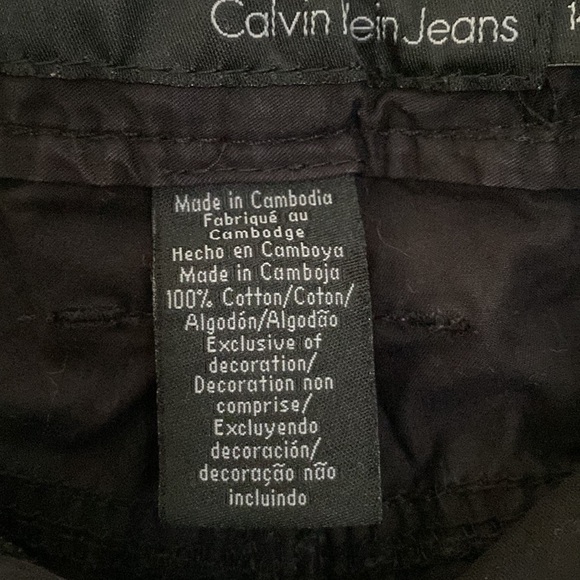 Calvin Klein Jeans
Made in Cambodia
Fabriqué au
Cambodge
Hecho en Camboya
Made in Camboja
100% Cotton/Coton/
Algodón/Algodão
Exclusive of
decoration/
Decoration non
comprise/
Excluyendo
decoración/
decoração não
incluindo